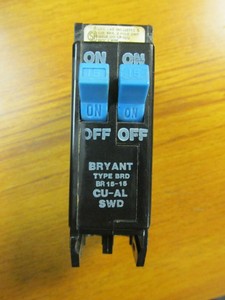 ON ON
ON ON
OFF OFF
BRYANT
TYPE BRD
BR 15-15
CU-AL
SWD